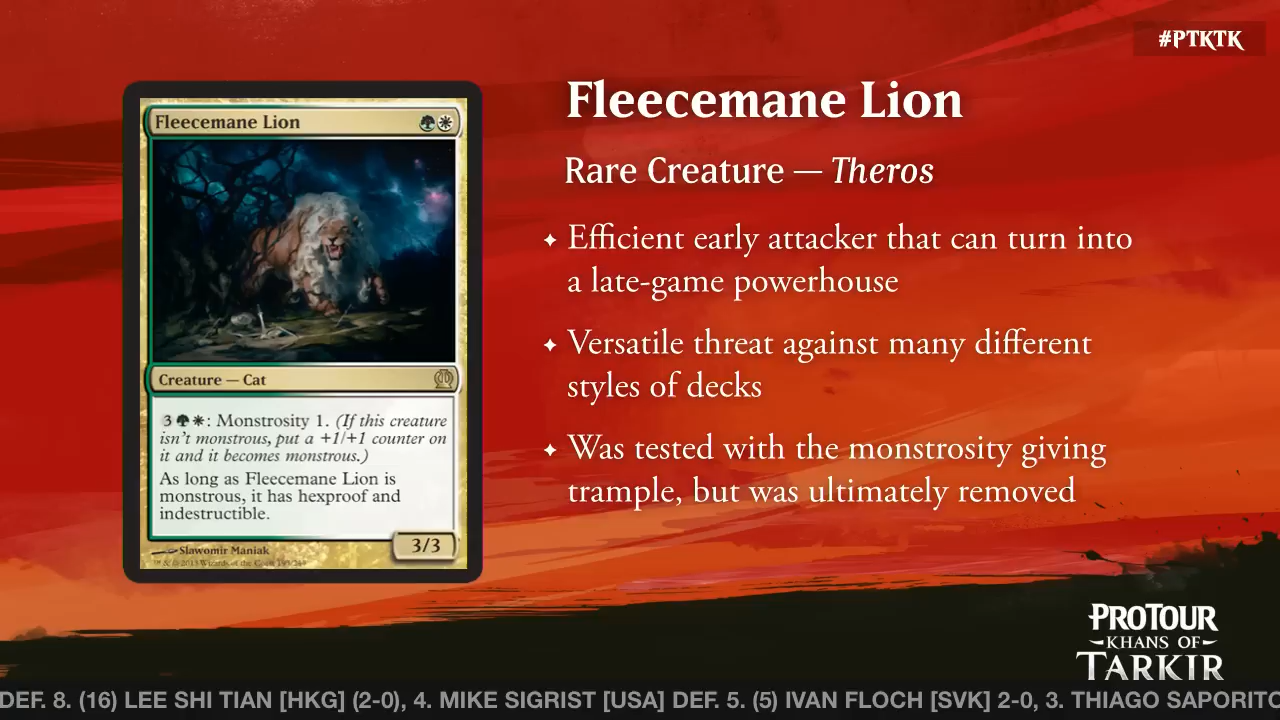 #PTKTK
Fleecemane Lion
Creature — Cat
3: Monstrosity 1. (If this creature
isn't monstrous, put a +1/+1 counter on
it and it becomes monstrous.)
As long as Fleecemane Lion is
monstrous, it has hexproof and
indestructible.
3/3
Slawomir Maniak
Fleecemane Lion
Rare Creature — Theros
Efficient early attacker that can turn into
a late-game powerhouse
Versatile threat against many different
styles of decks
Was tested with the monstrosity giving
trample, but was ultimately removed
PROTOUR
KHANS OF
TARKIR
DEF. 8. (16) LEE SHI TIAN [HKG] (2-0), 4. MIKE SIGRIST [USA] DEF. 5. (5) IVAN FLOCH [SVK] 2-0, 3. THIAGO SAPORITO